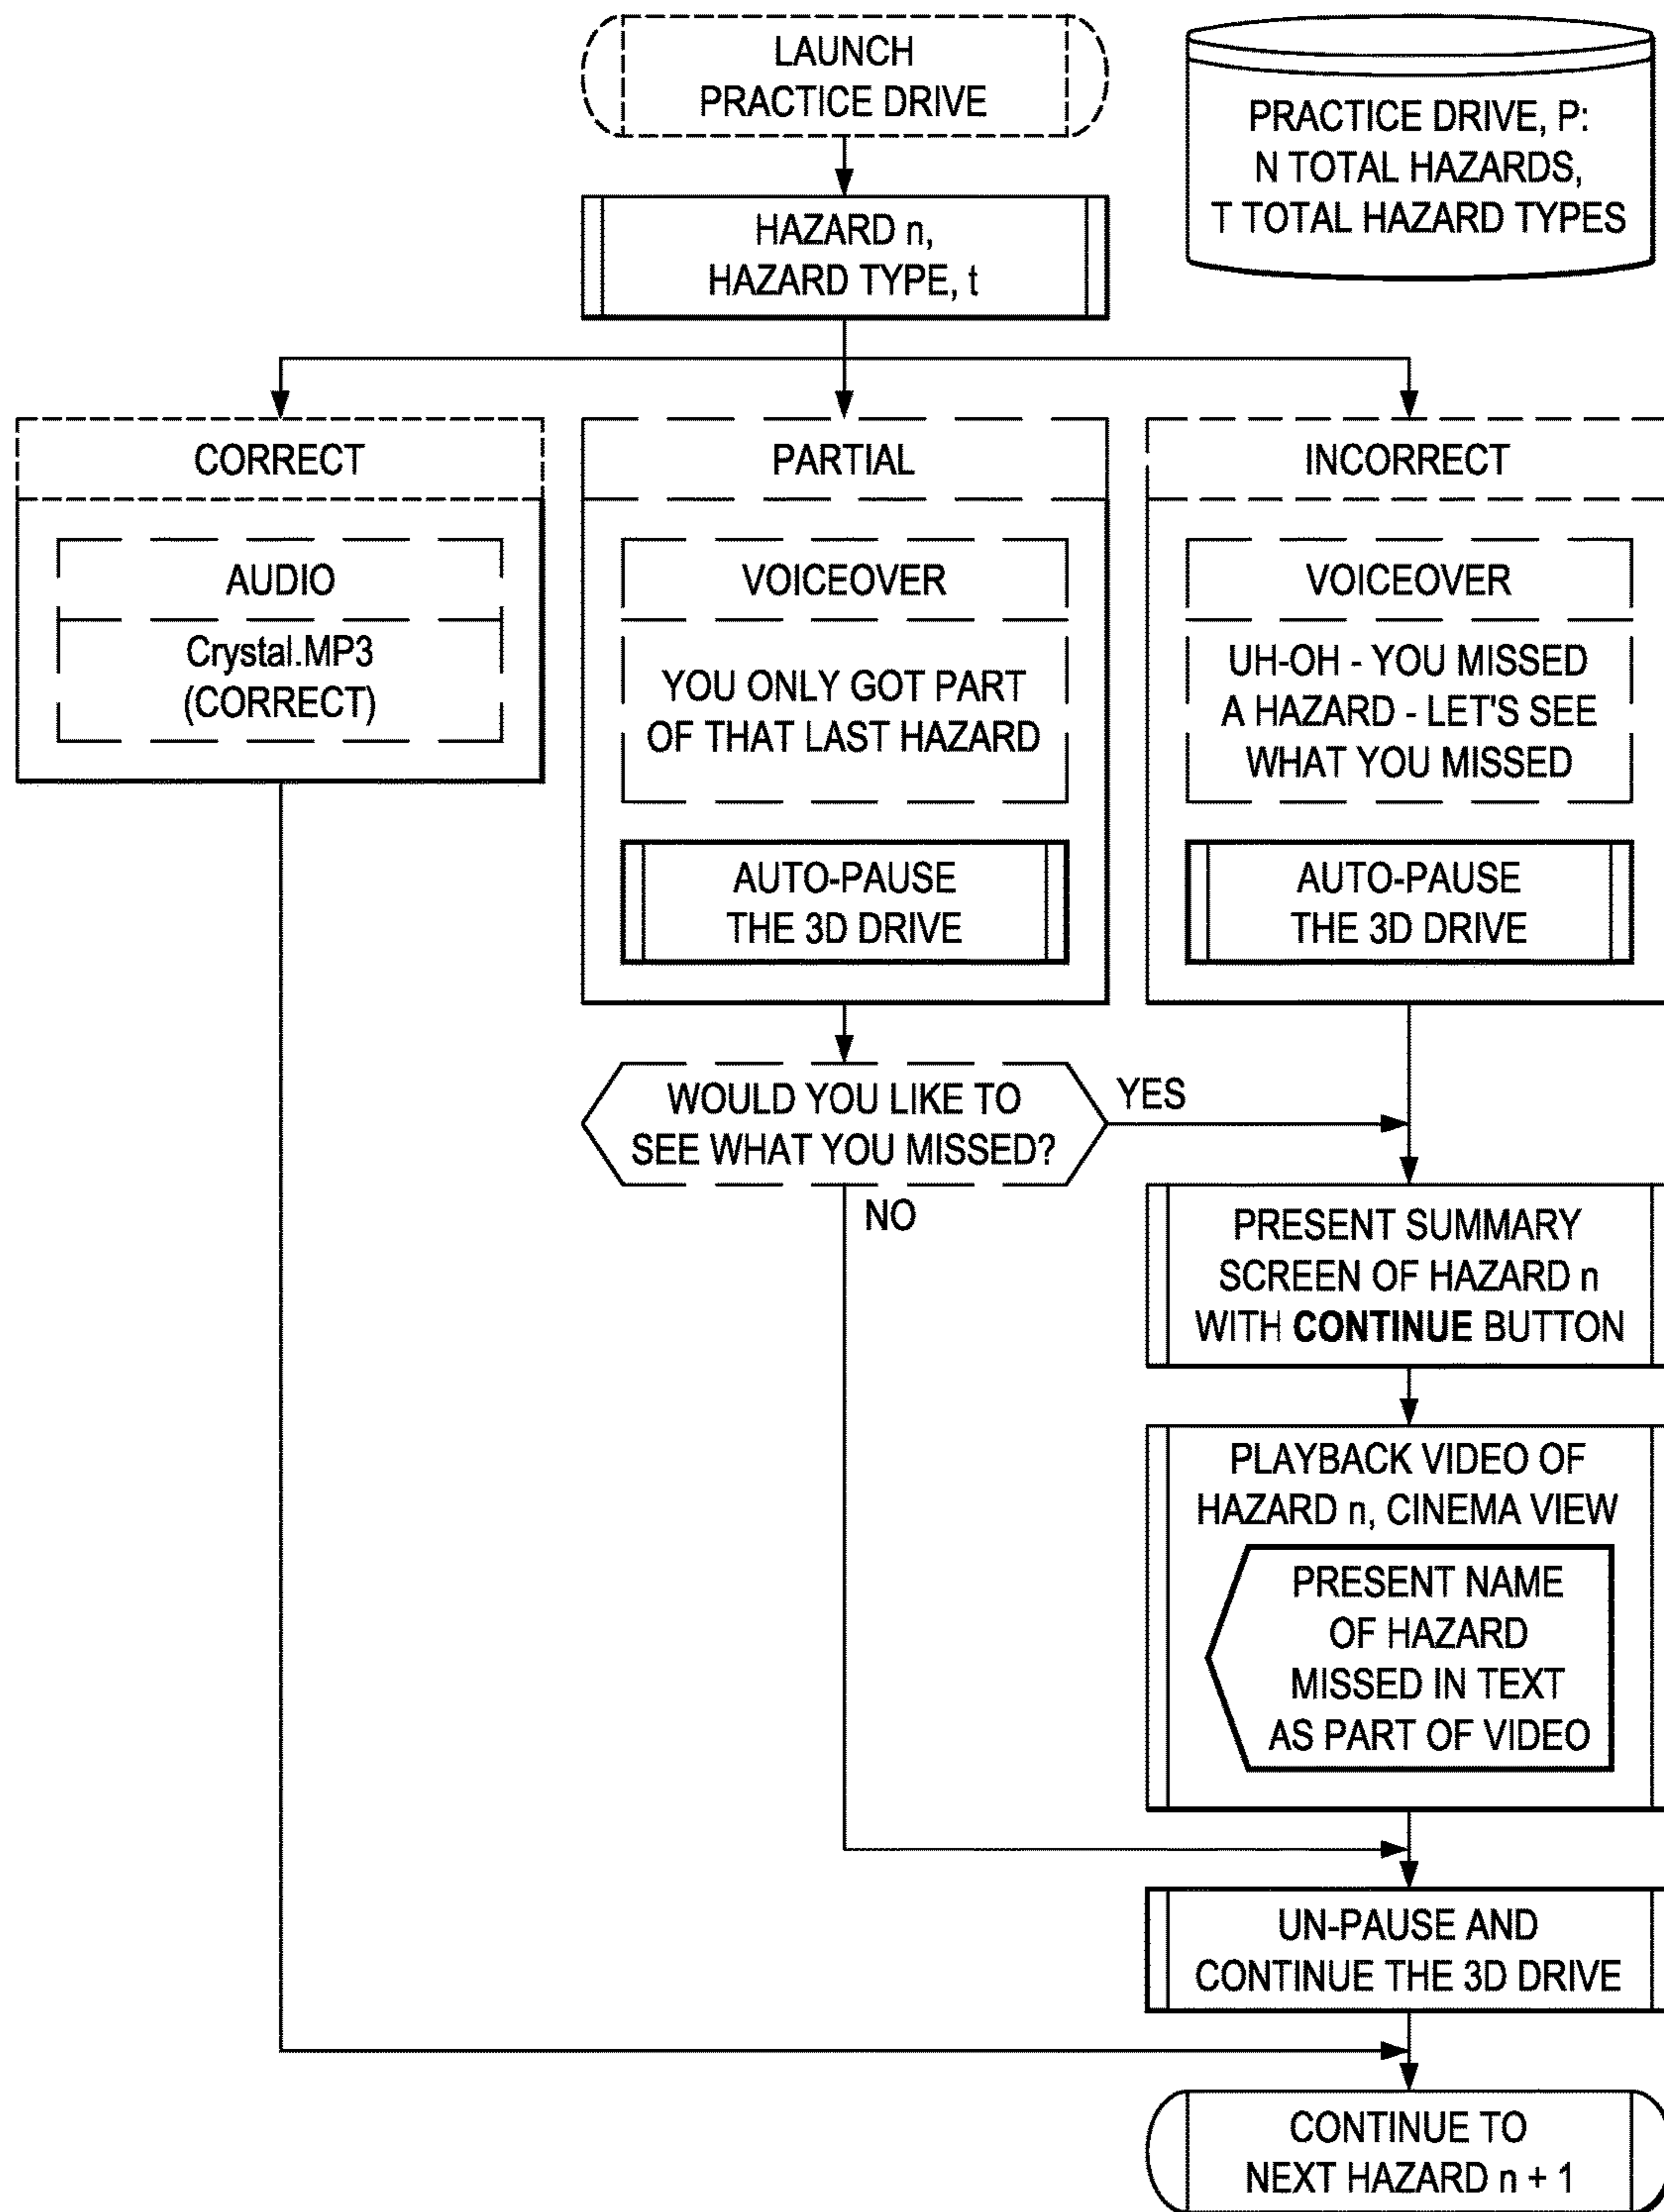 LAUNCH
PRACTICE DRIVE
PRACTICE DRIVE, P:
N TOTAL HAZARDS,
T TOTAL HAZARD TYPES
HAZARD n,
HAZARD TYPE, t
CORRECT
AUDIO
Crystal.MP3
(CORRECT)
PARTIAL
VOICEOVER
YOU ONLY GOT PART
OF THAT LAST HAZARD
AUTO-PAUSE
THE 3D DRIVE
INCORRECT
VOICEOVER
UH-OH - YOU MISSED
A HAZARD - LET'S SEE
WHAT YOU MISSED
AUTO-PAUSE
THE 3D DRIVE
WOULD YOU LIKE TO
SEE WHAT YOU MISSED?
YES
NO
PRESENT SUMMARY
SCREEN OF HAZARD n
WITH CONTINUE BUTTON
PLAYBACK VIDEO OF
HAZARD n, CINEMA VIEW
PRESENT NAME
OF HAZARD
MISSED IN TEXT
AS PART OF VIDEO
UN-PAUSE AND
CONTINUE THE 3D DRIVE
CONTINUE TO
NEXT HAZARD n + 1